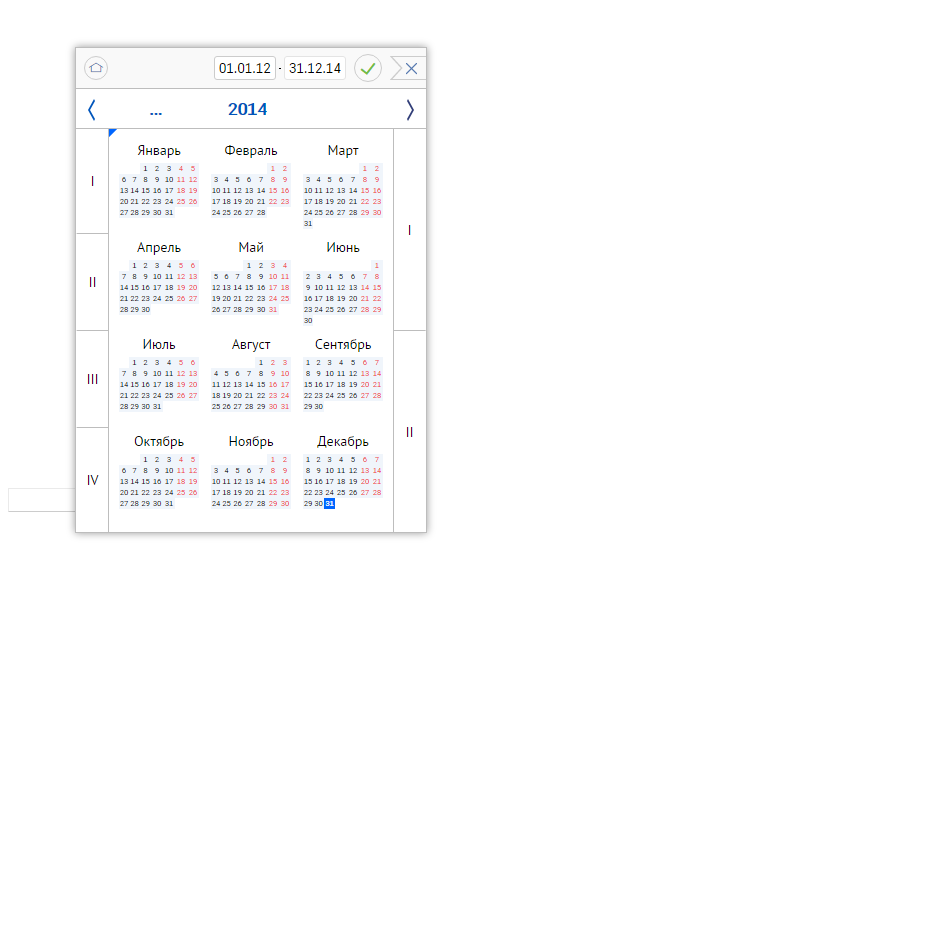 01.01.12 - 31.12.14
... 2014
I
II
III
IV
Январь Февраль Март
1 2 3 4 5 1 2 1 2
6 7 8 9 10 11 12 3 4 5 6 7 8 9 3 4 5 6 7 8 9
13 14 15 16 17 18 19 10 11 12 13 14 15 16 10 11 12 13 14 15 16
20 21 22 23 24 25 26 17 18 19 20 21 22 23 17 18 19 20 21 22 23
27 28 29 30 31 24 25 26 27 28 24 25 26 27 28 29 30
31
Апрель Май Июнь
1 2 3 4 5 6 1 2 3 4 1
7 8 9 10 11 12 13 5 6 7 8 9 10 11 2 3 4 5 6 7 8
14 15 16 17 18 19 20 12 13 14 15 16 17 18 9 10 11 12 13 14 15
21 22 23 24 25 26 27 19 20 21 22 23 24 25 16 17 18 19 20 21 22
28 29 30 26 27 28 29 30 31 23 24 25 26 27 28 29
30
Июль Август Сентябрь
1 2 3 4 5 6 1 2 3 1 2 3 4 5 6 7
7 8 9 10 11 12 13 4 5 6 7 8 9 10 8 9 10 11 12 13 14
14 15 16 17 18 19 20 11 12 13 14 15 16 17 15 16 17 18 19 20 21
21 22 23 24 25 26 27 18 19 20 21 22 23 24 22 23 24 25 26 27 28
28 29 30 31 25 26 27 28 29 30 31 29 30
Октябрь Ноябрь Декабрь
1 2 3 4 5 1 2 1 2 3 4 5 6 7
6 7 8 9 10 11 12 3 4 5 6 7 8 9 8 9 10 11 12 13 14
13 14 15 16 17 18 19 10 11 12 13 14 15 16 15 16 17 18 19 20 21
20 21 22 23 24 25 26 17 18 19 20 21 22 23 22 23 24 25 26 27 28
27 28 29 30 31 24 25 26 27 28 29 30 29 30 31
I
II